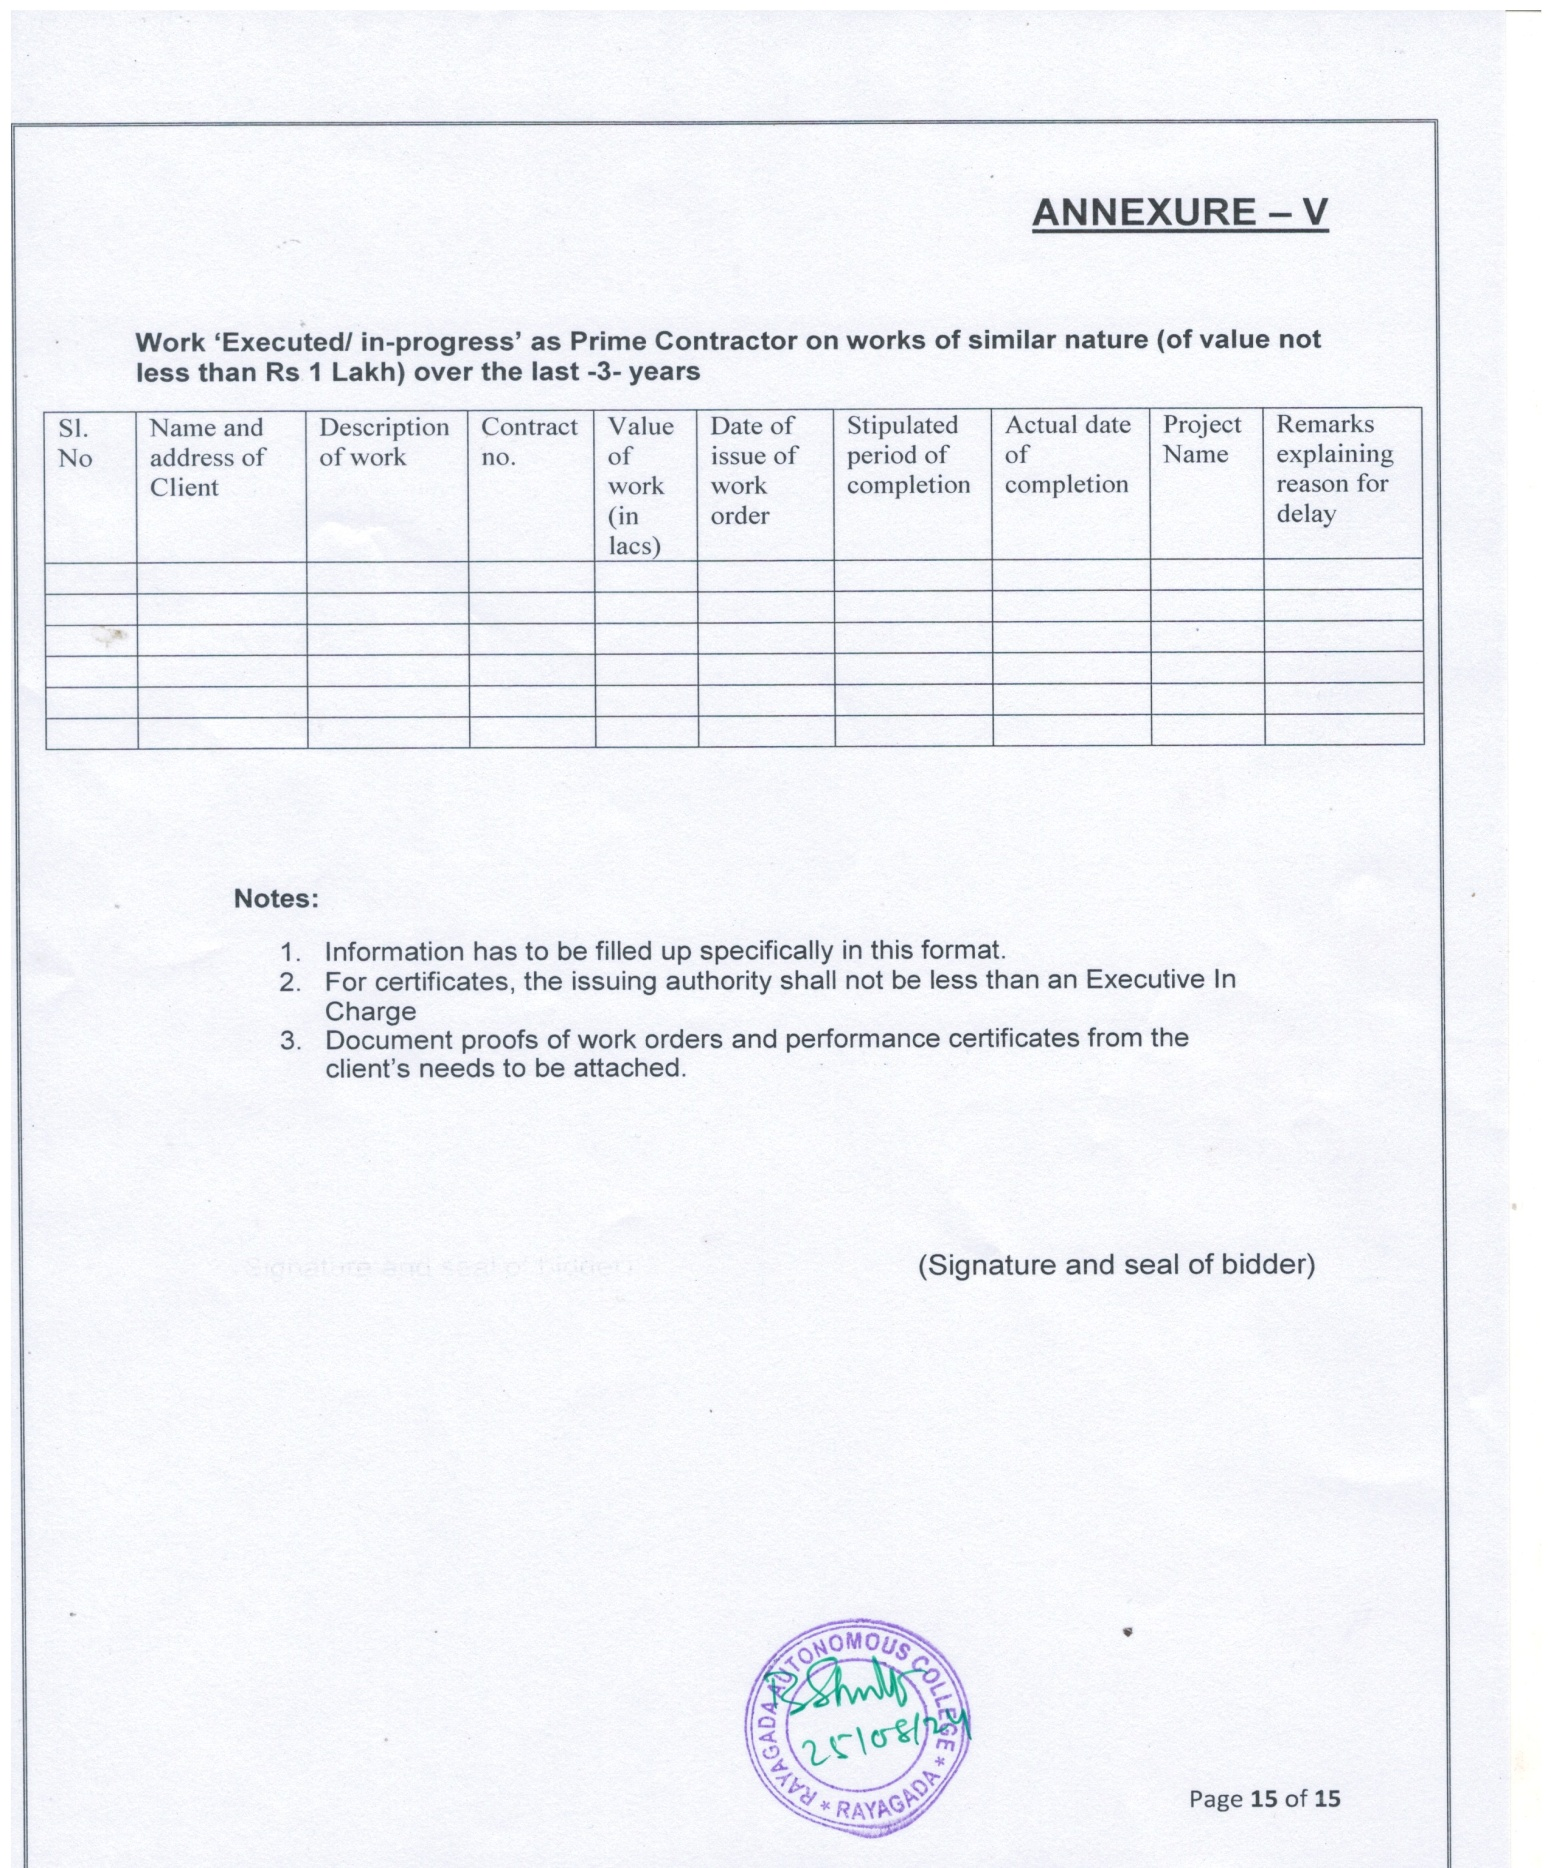 ANNEXURE – V
Work ‘Executed/ in-progress’ as Prime Contractor on works of similar nature (of value not
less than Rs 1 Lakh) over the last -3- years
Sl.
No
Name and
address of
Client
Description
of work
Contract
no.
Value
of
work
(in
lacs)
Date of
issue of
work
order
Stipulated
period of
completion
Actual date
of
completion
Project
Name
Remarks
explaining
reason for
delay
Notes:
1. Information has to be filled up specifically in this format.
2. For certificates, the issuing authority shall not be less than an Executive In
Charge
3. Document proofs of work orders and performance certificates from the
client’s needs to be attached.
(Signature and seal of bidder)
Signature and seal of bidder
RAYAGADA AUTONOMOUS COLLEGE
* RAYAGADA *
25/08/24
Page 15 of 15